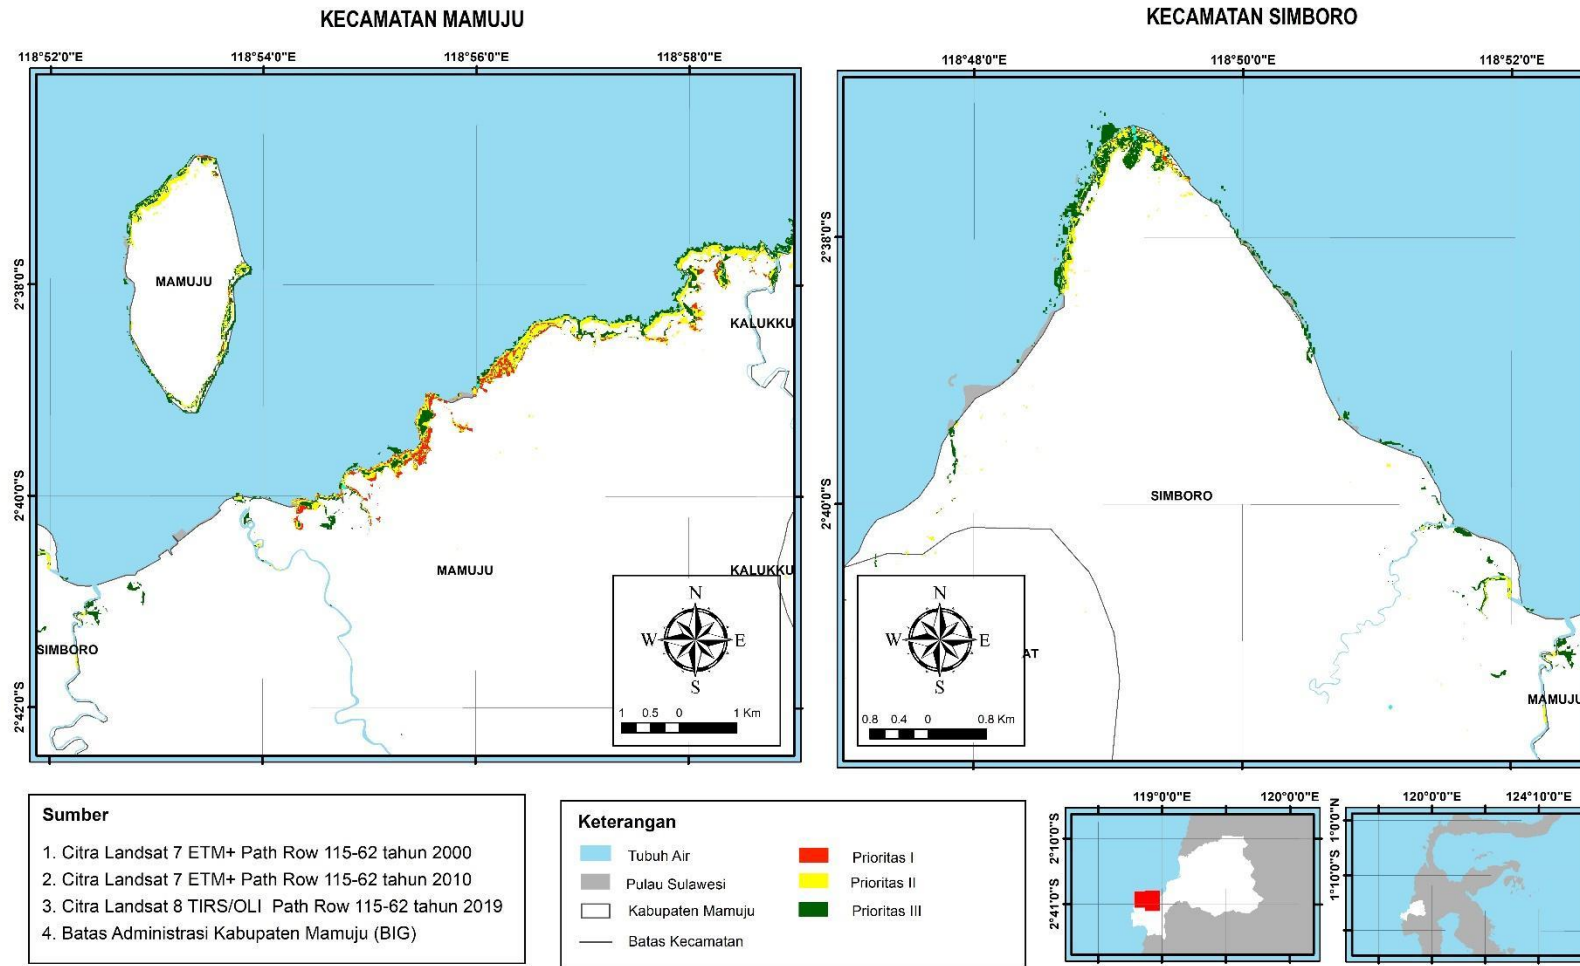 KECAMATAN MAMUJU
118°52'0"E 118°54'0"E 118°56'0"E 118°58'0"E
2°38'0"S
2°40'0"S
2°42'0"S
MAMUJU
KALUKKU
MAMUJU
KALUKKU
SIMBORO
N
W E
S
1 0.5 0 1 Km
KECAMATAN SIMBORO
118°48'0"E 118°50'0"E 118°52'0"E
2°38'0"S
2°40'0"S
SIMBORO
AT
MAMUJU
N
W E
S
0.8 0.4 0 0.8 Km
Sumber
1. Citra Landsat 7 ETM+ Path Row 115-62 tahun 2000
2. Citra Landsat 7 ETM+ Path Row 115-62 tahun 2010
3. Citra Landsat 8 TIRS/OLI Path Row 115-62 tahun 2019
4. Batas Administrasi Kabupaten Mamuju (BIG)
Keterangan
Tubuh Air
Pulau Sulawesi
Kabupaten Mamuju
Batas Kecamatan
Prioritas I
Prioritas II
Prioritas III
119°0'0"E 120°0'0"E
2°10'0"S
2°41'0"S
120°0'0"E 124°10'0"E
1°0'0"N
1°10'0"S